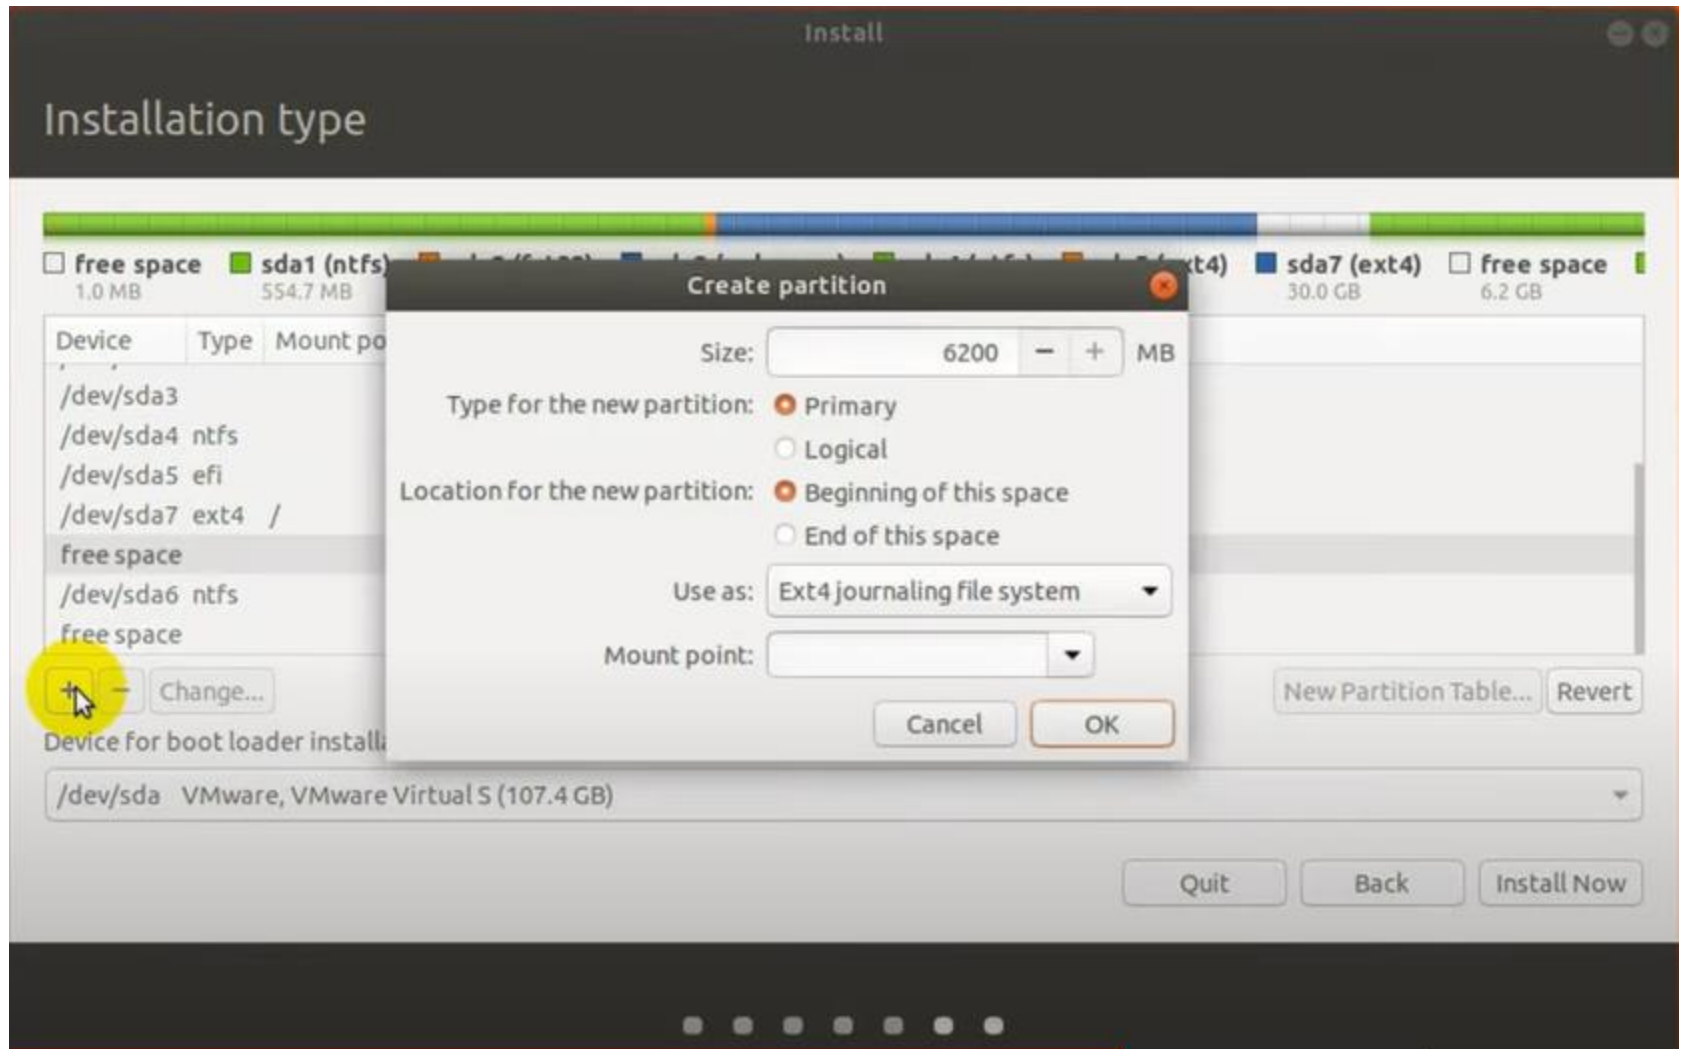 Install
Installation type
free space sda1 (ntfs) sda7 (ext4) free space
1.0 MB 554.7 MB 30.0 GB 6.2 GB
Create partition
Size: 6200 − + MB
Type for the new partition: Primary
Logical
Location for the new partition: Beginning of this space
End of this space
Use as: Ext4 journaling file system
Mount point:
Cancel OK
Device Type Mount po
/dev/sda3
/dev/sda4 ntfs
/dev/sda5 efi
/dev/sda7 ext4 /
free space
/dev/sda6 ntfs
free space
+ − Change... New Partition Table... Revert
Device for boot loader installa
/dev/sda VMware, VMware Virtual S (107.4 GB)
Quit Back Install Now